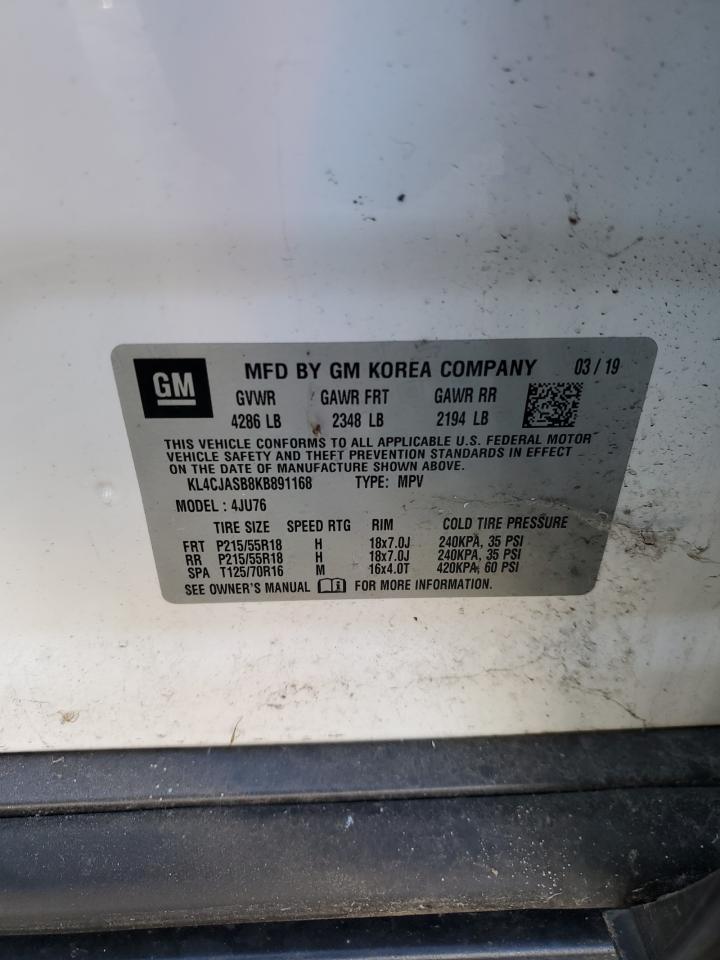 GM MFD BY GM KOREA COMPANY 03 / 19
GVWR GAWR FRT GAWR RR
4286 LB 2348 LB 2194 LB
THIS VEHICLE CONFORMS TO ALL APPLICABLE U.S. FEDERAL MOTOR
VEHICLE SAFETY AND THEFT PREVENTION STANDARDS IN EFFECT
ON THE DATE OF MANUFACTURE SHOWN ABOVE.
KL4CJASB8KB891168 TYPE: MPV
MODEL : 4JU76
TIRE SIZE SPEED RTG RIM COLD TIRE PRESSURE
FRT P215/55R18 H 18x7.0J 240KPA, 35 PSI
RR P215/55R18 H 18x7.0J 240KPA, 35 PSI
SPA T125/70R16 M 16x4.0T 420KPA, 60 PSI
SEE OWNER'S MANUAL FOR MORE INFORMATION.